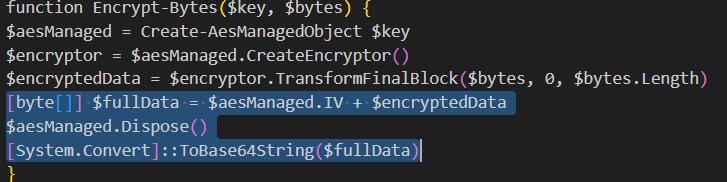 function Encrypt-Bytes($key, $bytes) {
$aesManaged = Create-AesManagedObject $key
$encryptor = $aesManaged.CreateEncryptor()
$encryptedData = $encryptor.TransformFinalBlock($bytes, 0, $bytes.Length)
[byte[]] $fullData = $aesManaged.IV + $encryptedData
$aesManaged.Dispose()
[System.Convert]::ToBase64String($fullData)
}